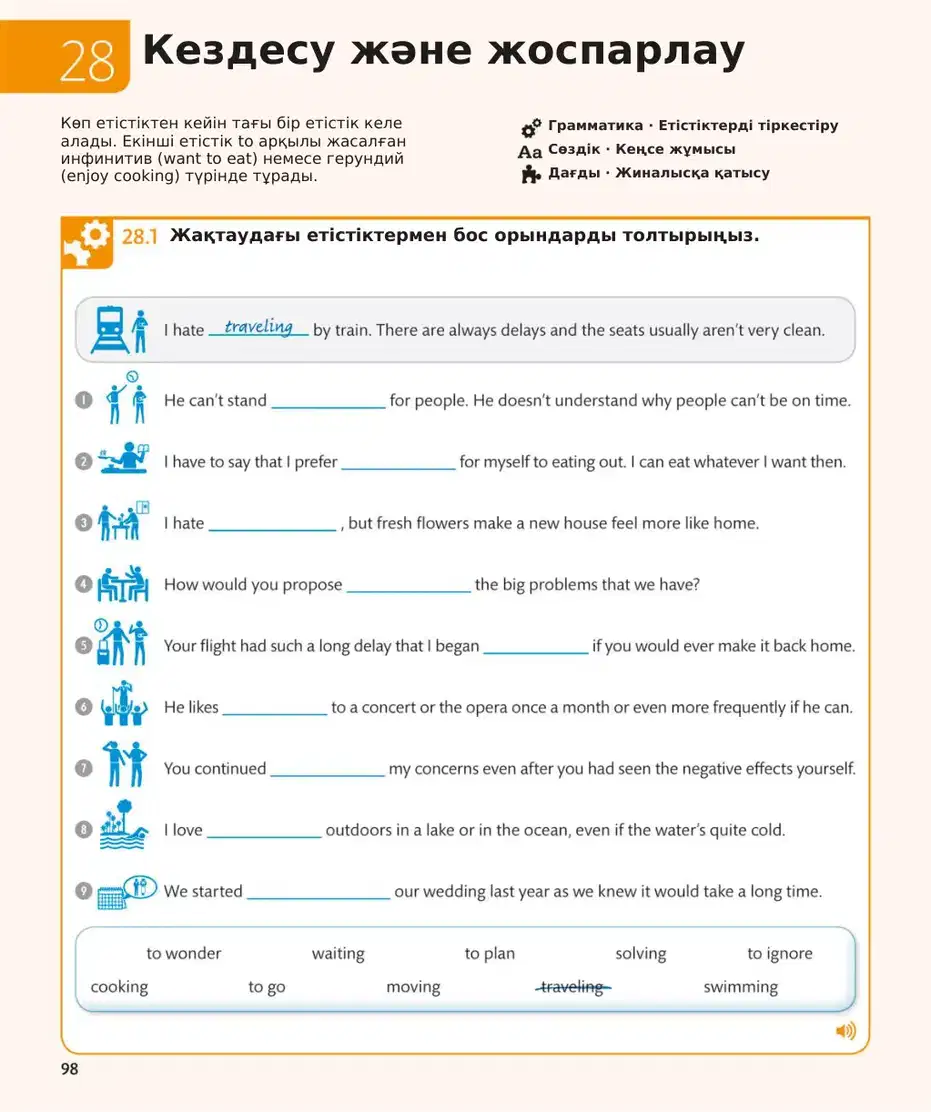 28 Кездесу және жоспарлау
Көп етістіктен кейін тағы бір етістік келе
алады. Екінші етістік to арқылы жасалған
инфинитив (want to eat) немесе герундий
(enjoy cooking) түрінде тұрады.
Грамматика · Етістіктерді тіркестіру
Aa Сөздік · Кеңсе жұмысы
Дағды · Жиналысқа қатысу
28.1 Жақтаудағы етістіктермен бос орындарды толтырыңыз.
I hate traveling by train. There are always delays and the seats usually aren't very clean.
1 He can't stand ____________ for people. He doesn't understand why people can't be on time.
2 I have to say that I prefer ____________ for myself to eating out. I can eat whatever I want then.
3 I hate ____________ , but fresh flowers make a new house feel more like home.
4 How would you propose ____________ the big problems that we have?
5 Your flight had such a long delay that I began ____________ if you would ever make it back home.
6 He likes ____________ to a concert or the opera once a month or even more frequently if he can.
7 You continued ____________ my concerns even after you had seen the negative effects yourself.
8 I love ____________ outdoors in a lake or in the ocean, even if the water's quite cold.
9 We started ____________ our wedding last year as we knew it would take a long time.
to wonder waiting to plan solving to ignore
cooking to go moving traveling swimming
98